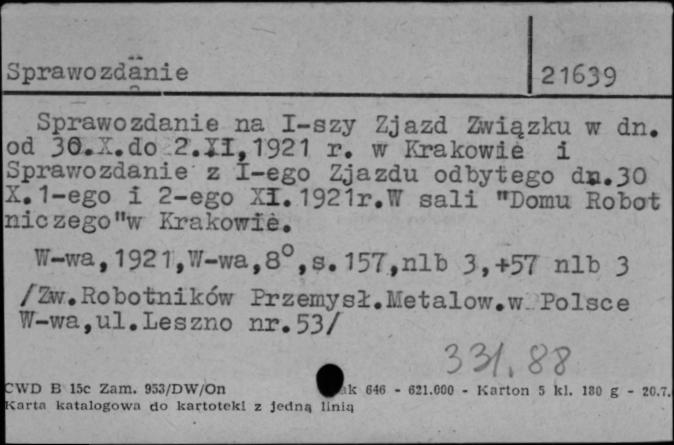 Sprawozdanie
21639
Sprawozdanie na I-szy Zjazd Związku w dn.
od 30.X.do 2.XI,1921 r. w Krakowie i
Sprawozdanie z I-ego Zjazdu odbytego dn.30
X.1-ego i 2-ego XI.1921r.W sali "Domu Robot
niczego"w Krakowie.
W-wa,1921,W-wa,8°,s.157,nlb 3,+57 nlb 3
/Zw.Robotników Przemysł.Metalow.w Polsce
W-wa,ul.Leszno nr.53/
331.88
CWD B 15c Zam. 953/DW/On ak 646 - 621.000 - Karton 5 kl. 180 g - 20.7.
Karta katalogowa do kartoteki z jedną linią